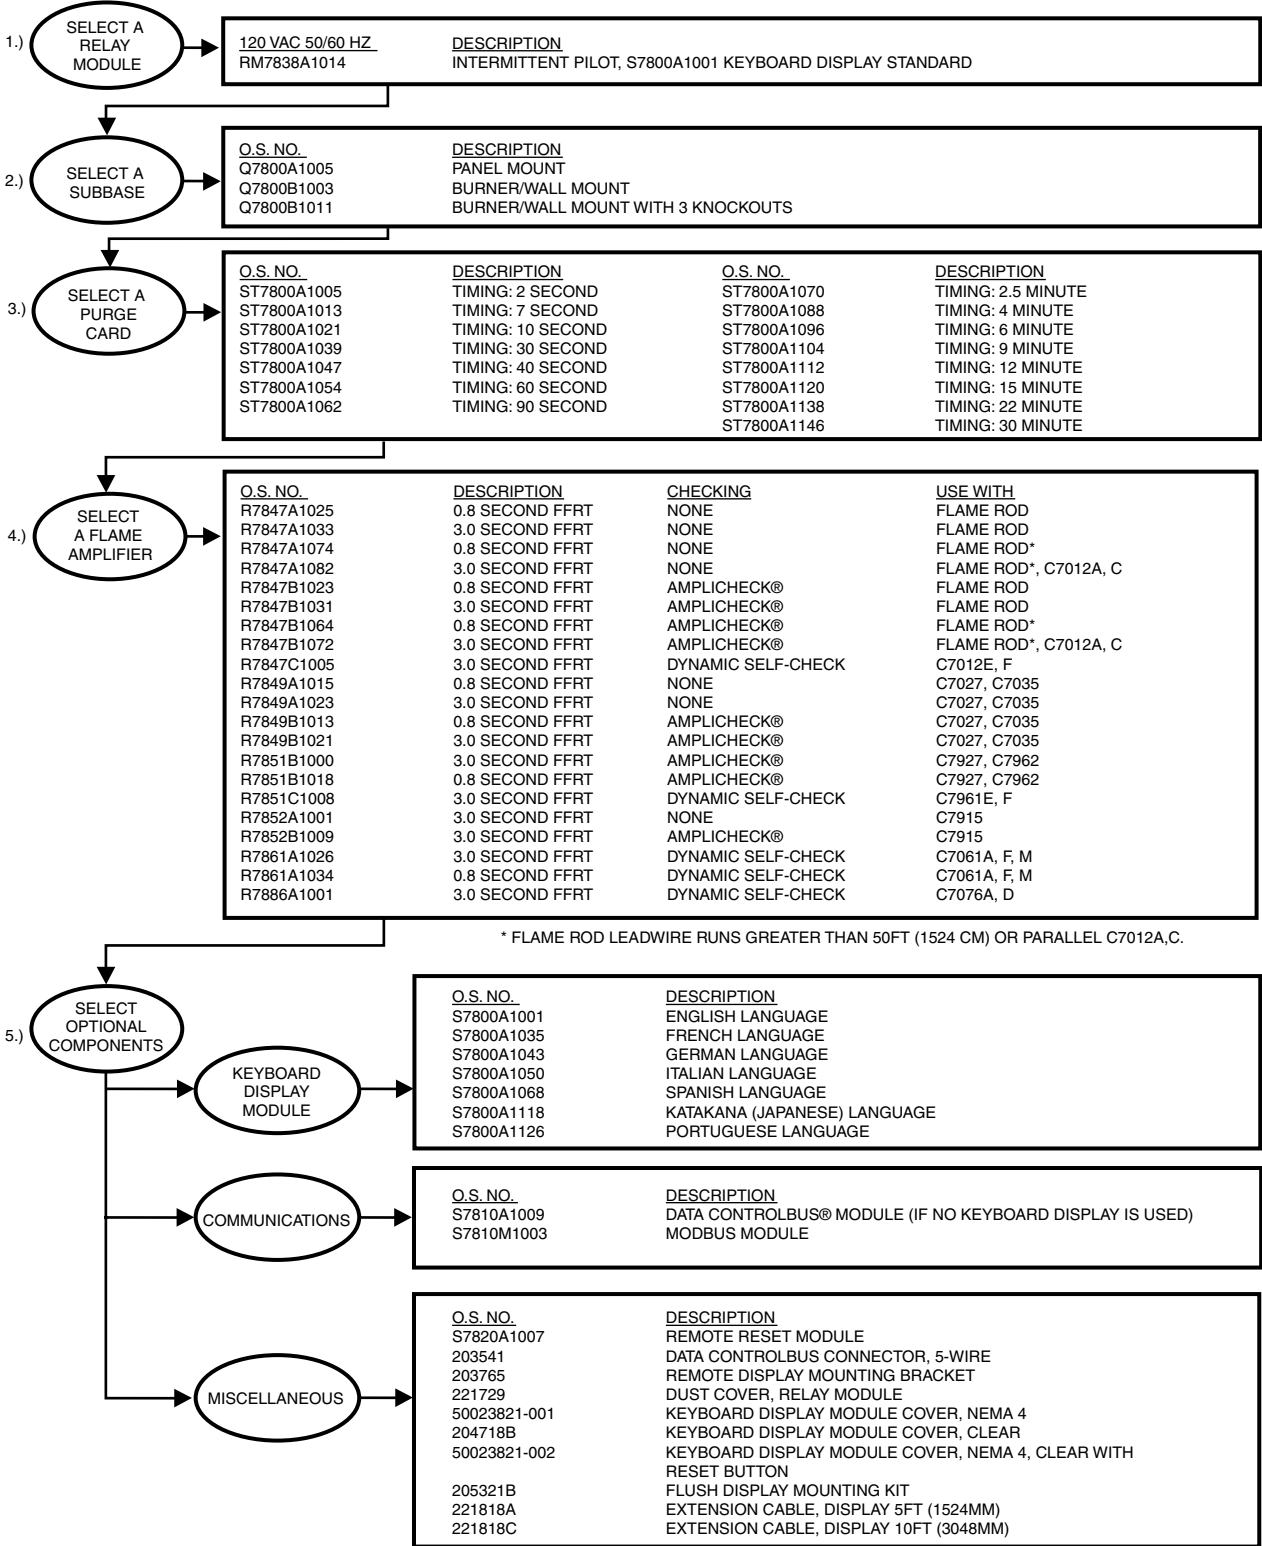 1.)
SELECT A
RELAY
MODULE
120 VAC 50/60 HZ DESCRIPTION
RM7838A1014 INTERMITTENT PILOT, S7800A1001 KEYBOARD DISPLAY STANDARD
2.)
SELECT A
SUBBASE
O.S. NO. DESCRIPTION
Q7800A1005 PANEL MOUNT
Q7800B1003 BURNER/WALL MOUNT
Q7800B1011 BURNER/WALL MOUNT WITH 3 KNOCKOUTS
3.)
SELECT A
PURGE
CARD
O.S. NO. DESCRIPTION O.S. NO. DESCRIPTION
ST7800A1005 TIMING: 2 SECOND ST7800A1070 TIMING: 2.5 MINUTE
ST7800A1013 TIMING: 7 SECOND ST7800A1088 TIMING: 4 MINUTE
ST7800A1021 TIMING: 10 SECOND ST7800A1096 TIMING: 6 MINUTE
ST7800A1039 TIMING: 30 SECOND ST7800A1104 TIMING: 9 MINUTE
ST7800A1047 TIMING: 40 SECOND ST7800A1112 TIMING: 12 MINUTE
ST7800A1054 TIMING: 60 SECOND ST7800A1120 TIMING: 15 MINUTE
ST7800A1062 TIMING: 90 SECOND ST7800A1138 TIMING: 22 MINUTE
ST7800A1146 TIMING: 30 MINUTE
4.)
SELECT
A FLAME
AMPLIFIER
O.S. NO. DESCRIPTION CHECKING USE WITH
R7847A1025 0.8 SECOND FFRT NONE FLAME ROD
R7847A1033 3.0 SECOND FFRT NONE FLAME ROD
R7847A1074 0.8 SECOND FFRT NONE FLAME ROD*
R7847A1082 3.0 SECOND FFRT NONE FLAME ROD*, C7012A, C
R7847B1023 0.8 SECOND FFRT AMPLICHECK® FLAME ROD
R7847B1031 3.0 SECOND FFRT AMPLICHECK® FLAME ROD
R7847B1064 0.8 SECOND FFRT AMPLICHECK® FLAME ROD*
R7847B1072 3.0 SECOND FFRT AMPLICHECK® FLAME ROD*, C7012A, C
R7847C1005 3.0 SECOND FFRT DYNAMIC SELF-CHECK C7012E, F
R7849A1015 0.8 SECOND FFRT NONE C7027, C7035
R7849A1023 3.0 SECOND FFRT NONE C7027, C7035
R7849B1013 0.8 SECOND FFRT AMPLICHECK® C7027, C7035
R7849B1021 3.0 SECOND FFRT AMPLICHECK® C7027, C7035
R7851B1000 3.0 SECOND FFRT AMPLICHECK® C7927, C7962
R7851B1018 0.8 SECOND FFRT AMPLICHECK® C7927, C7962
R7851C1008 3.0 SECOND FFRT DYNAMIC SELF-CHECK C7961E, F
R7852A1001 3.0 SECOND FFRT NONE C7915
R7852B1009 3.0 SECOND FFRT AMPLICHECK® C7915
R7861A1026 3.0 SECOND FFRT DYNAMIC SELF-CHECK C7061A, F, M
R7861A1034 0.8 SECOND FFRT DYNAMIC SELF-CHECK C7061A, F, M
R7886A1001 3.0 SECOND FFRT DYNAMIC SELF-CHECK C7076A, D
* FLAME ROD LEADWIRE RUNS GREATER THAN 50FT (1524 CM) OR PARALLEL C7012A,C.
5.)
SELECT
OPTIONAL
COMPONENTS
KEYBOARD
DISPLAY
MODULE
O.S. NO. DESCRIPTION
S7800A1001 ENGLISH LANGUAGE
S7800A1035 FRENCH LANGUAGE
S7800A1043 GERMAN LANGUAGE
S7800A1050 ITALIAN LANGUAGE
S7800A1068 SPANISH LANGUAGE
S7800A1118 KATAKANA (JAPANESE) LANGUAGE
S7800A1126 PORTUGUESE LANGUAGE
COMMUNICATIONS
O.S. NO. DESCRIPTION
S7810A1009 DATA CONTROLBUS® MODULE (IF NO KEYBOARD DISPLAY IS USED)
S7810M1003 MODBUS MODULE
MISCELLANEOUS
O.S. NO. DESCRIPTION
S7820A1007 REMOTE RESET MODULE
203541 DATA CONTROLBUS CONNECTOR, 5-WIRE
203765 REMOTE DISPLAY MOUNTING BRACKET
221729 DUST COVER, RELAY MODULE
50023821-001 KEYBOARD DISPLAY MODULE COVER, NEMA 4
204718B KEYBOARD DISPLAY MODULE COVER, CLEAR
50023821-002 KEYBOARD DISPLAY MODULE COVER, NEMA 4, CLEAR WITH
RESET BUTTON
205321B FLUSH DISPLAY MOUNTING KIT
221818A EXTENSION CABLE, DISPLAY 5FT (1524MM)
221818C EXTENSION CABLE, DISPLAY 10FT (3048MM)